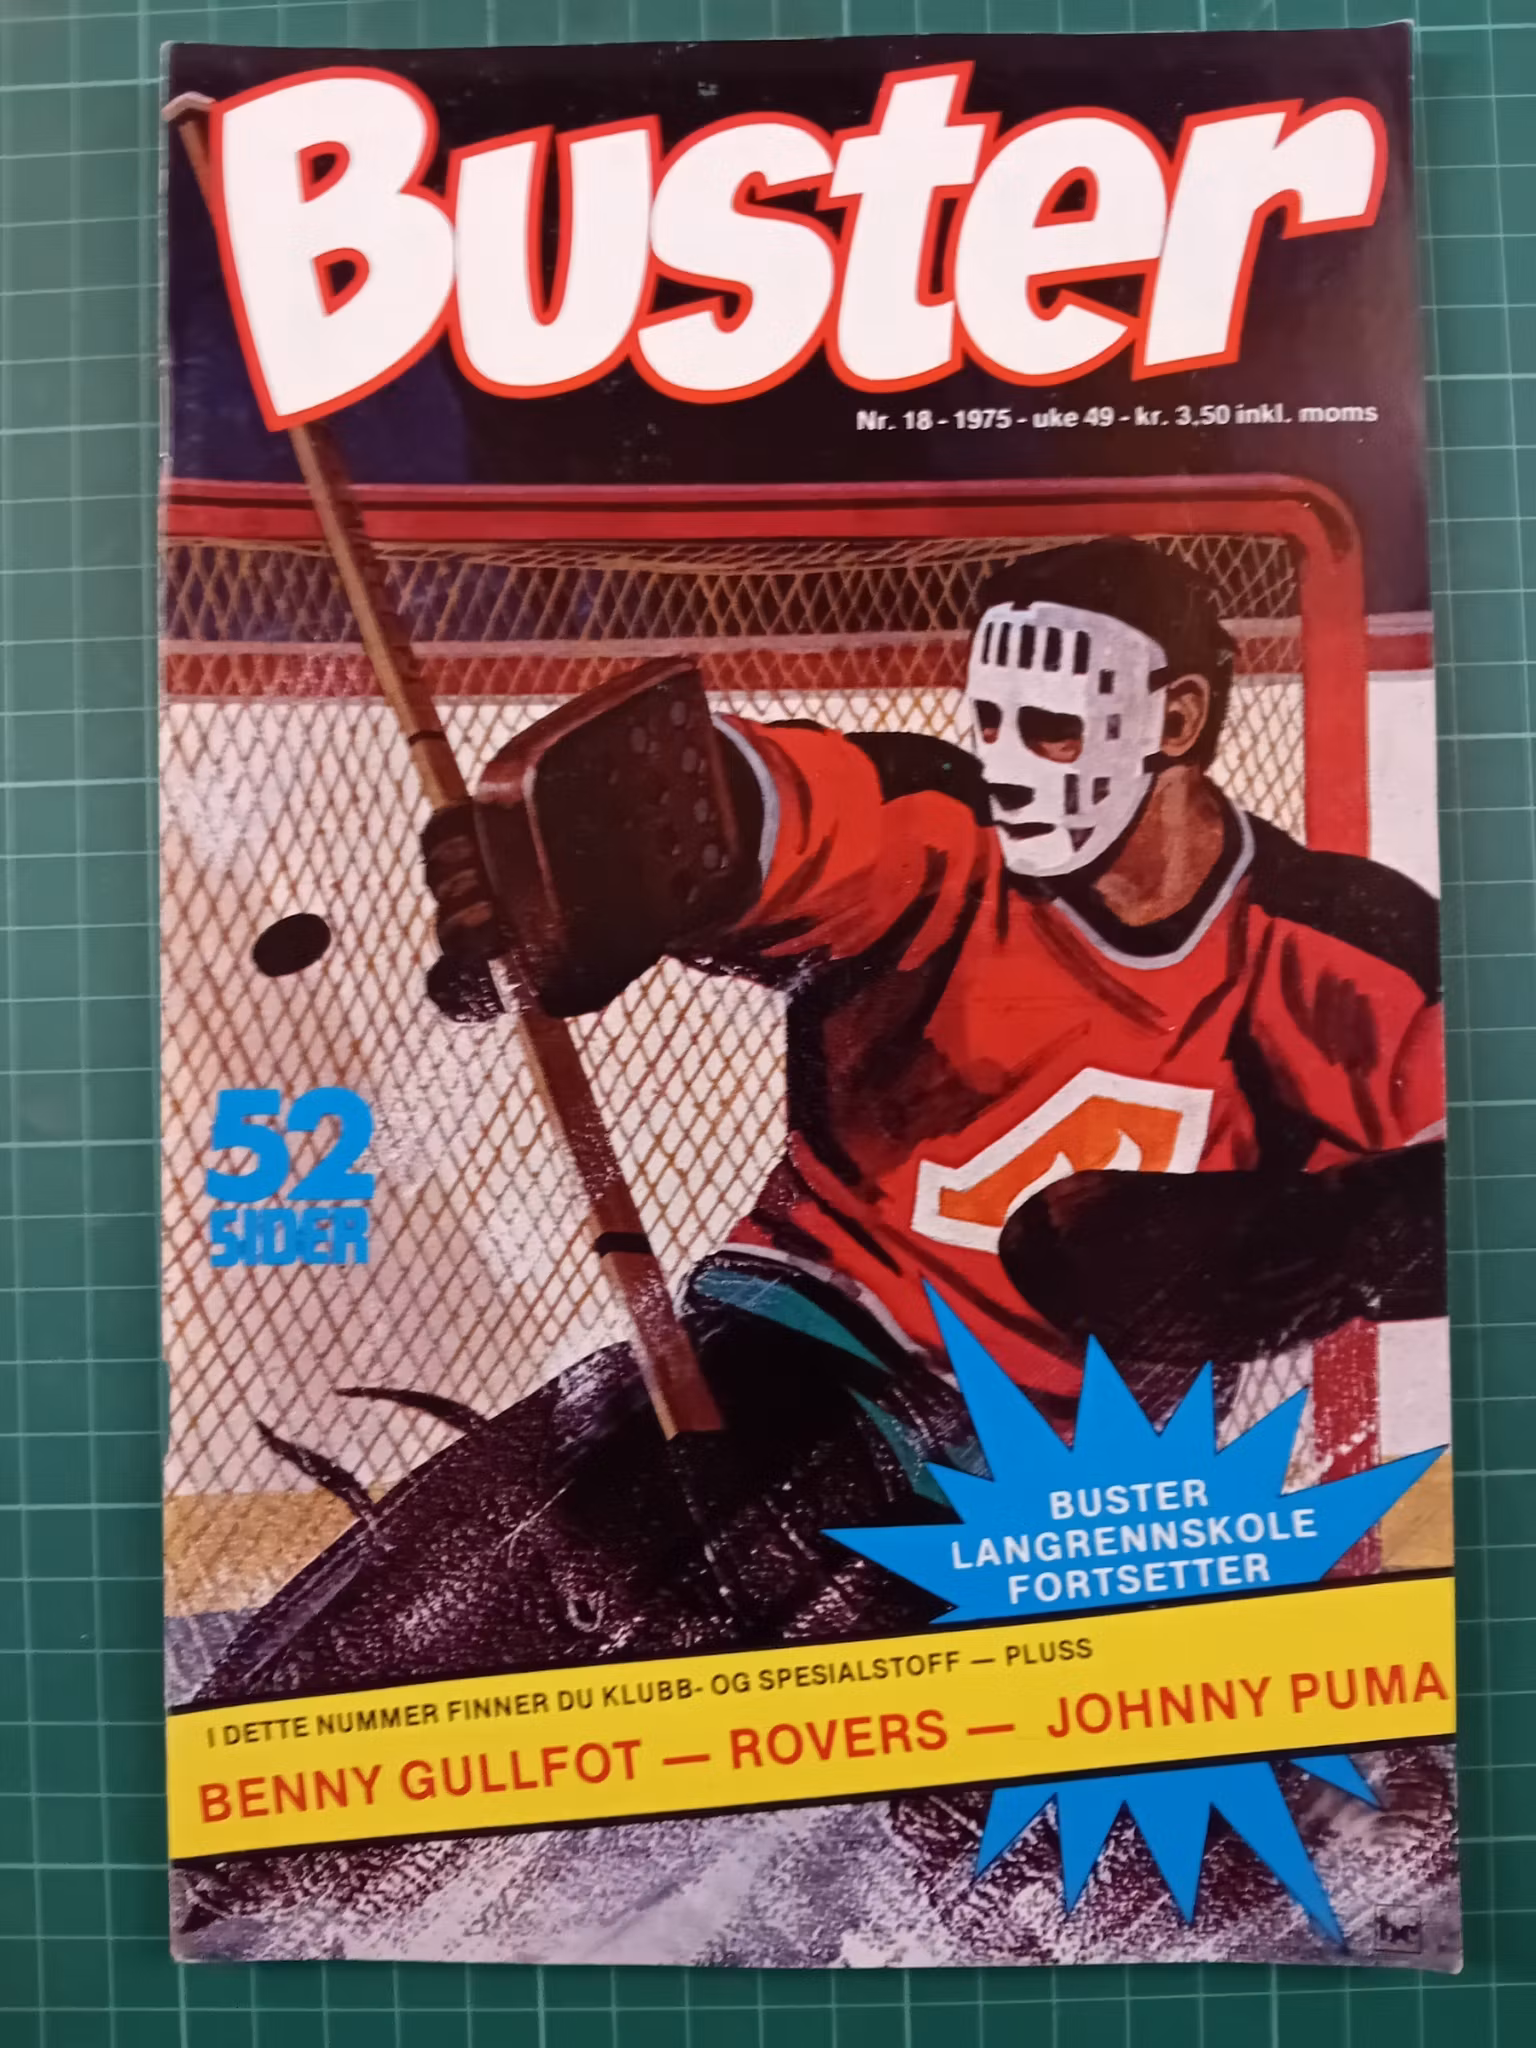 Buster
Nr. 18 - 1975 - uke 49 - kr. 3,50 inkl. moms
52
SIDER
BUSTER
LANGRENNSKOLE
FORTSETTER
I DETTE NUMMER FINNER DU KLUBB- OG SPESIALSTOFF — PLUSS
BENNY GULLFOT — ROVERS — JOHNNY PUMA